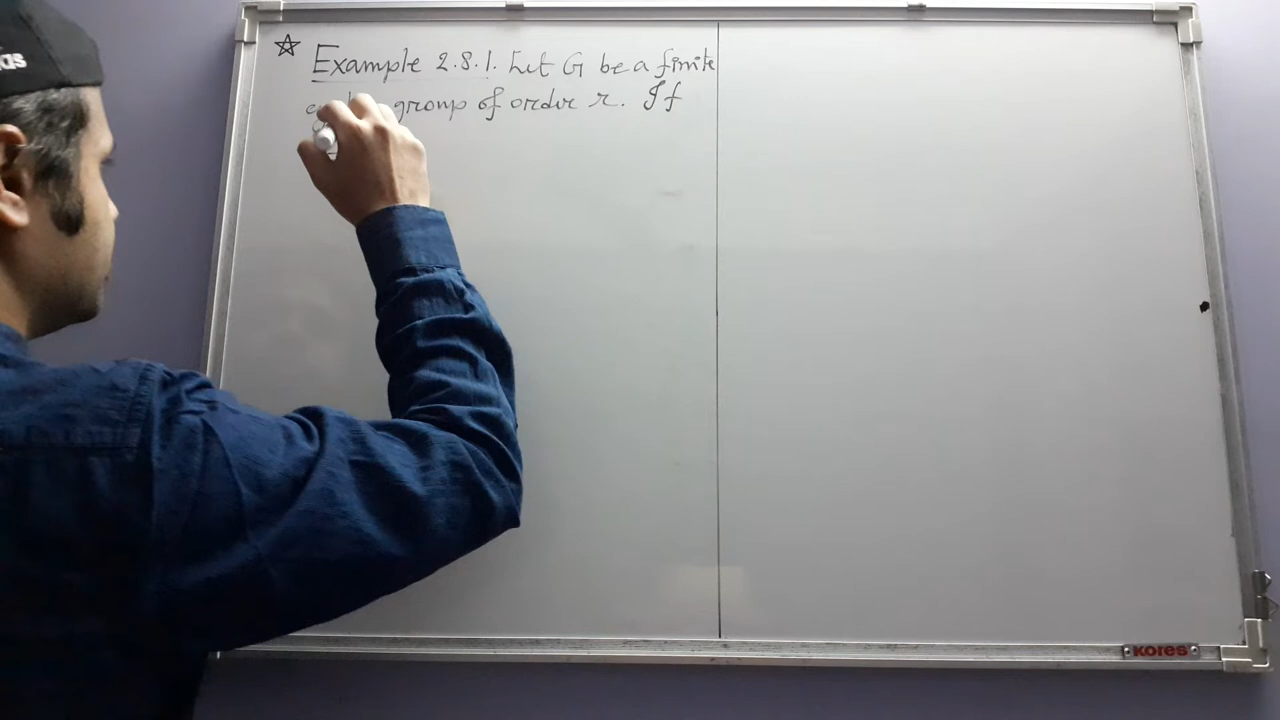 ☆ Example 2.8.1. Let G be a finite
group of order r. If
KORES